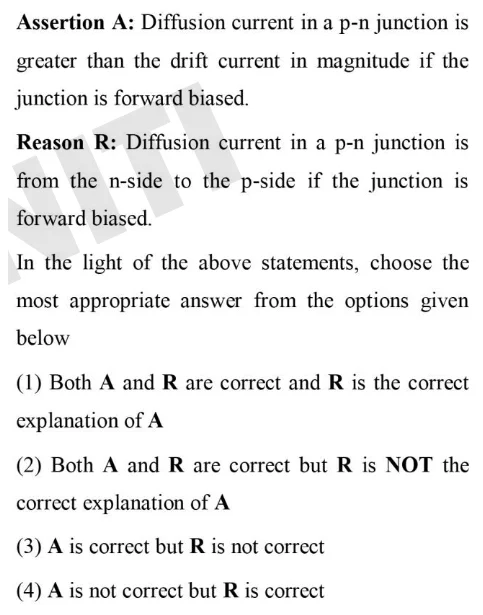 Assertion A: Diffusion current in a p-n junction is
greater than the drift current in magnitude if the
junction is forward biased.
Reason R: Diffusion current in a p-n junction is
from the n-side to the p-side if the junction is
forward biased.
In the light of the above statements, choose the
most appropriate answer from the options given
below
(1) Both A and R are correct and R is the correct
explanation of A
(2) Both A and R are correct but R is NOT the
correct explanation of A
(3) A is correct but R is not correct
(4) A is not correct but R is correct